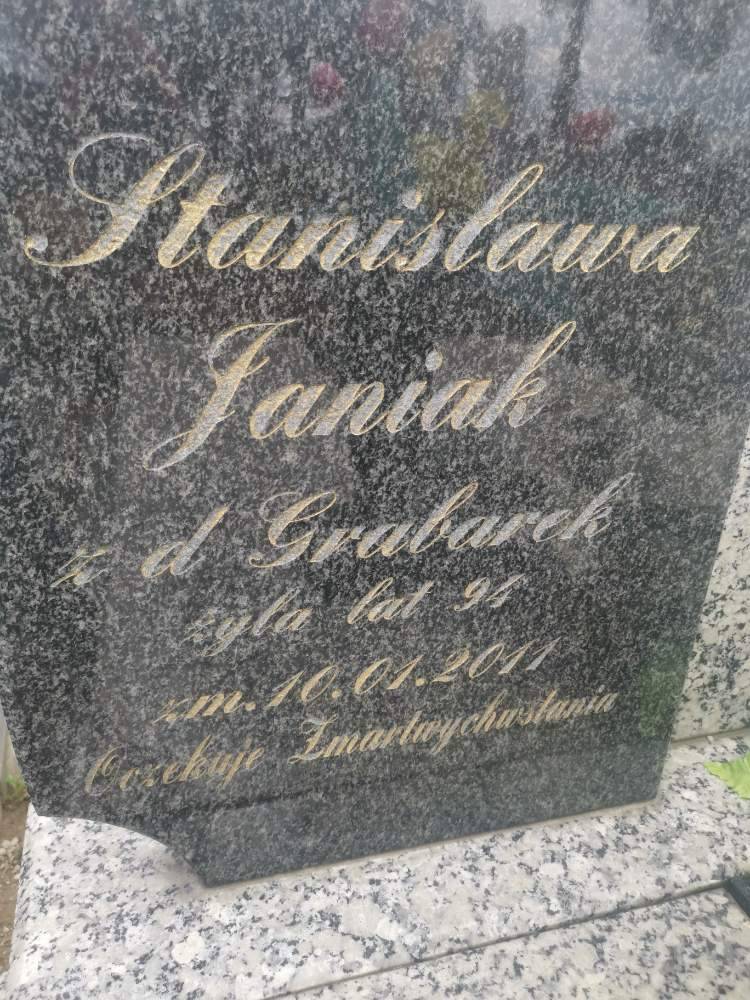 Stanisława
Janiak
z d Grabarek
żyła lat 94
zm. 10.01.2011
Oczekuje Zmartwychwstania